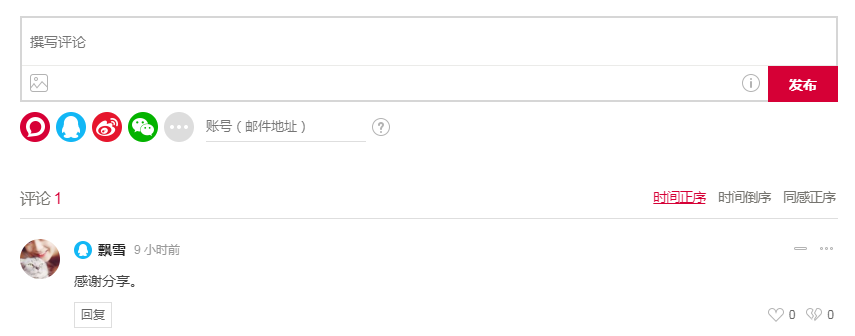 撰写评论
发布
账号（邮件地址）
评论 1
时间正序 时间倒序 同感正序
飘雪 9 小时前
感谢分享。
回复
0 0